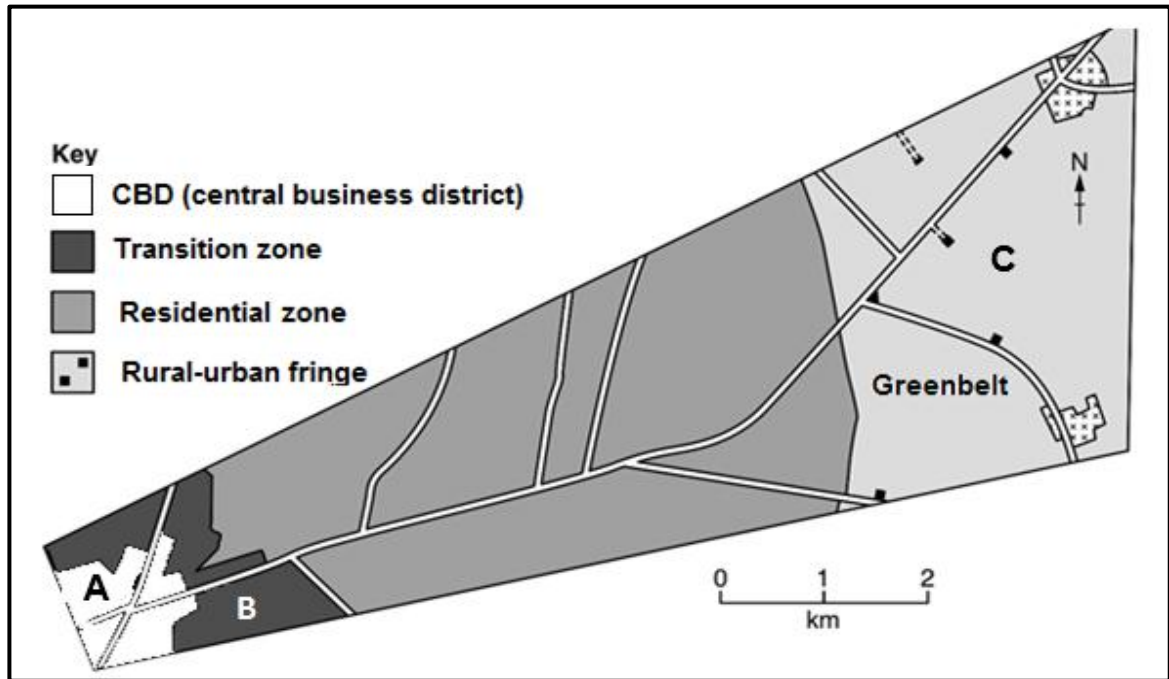 Key
CBD (central business district)
Transition zone
Residential zone
Rural-urban fringe
N
C
Greenbelt
A
B
0 1 2
km